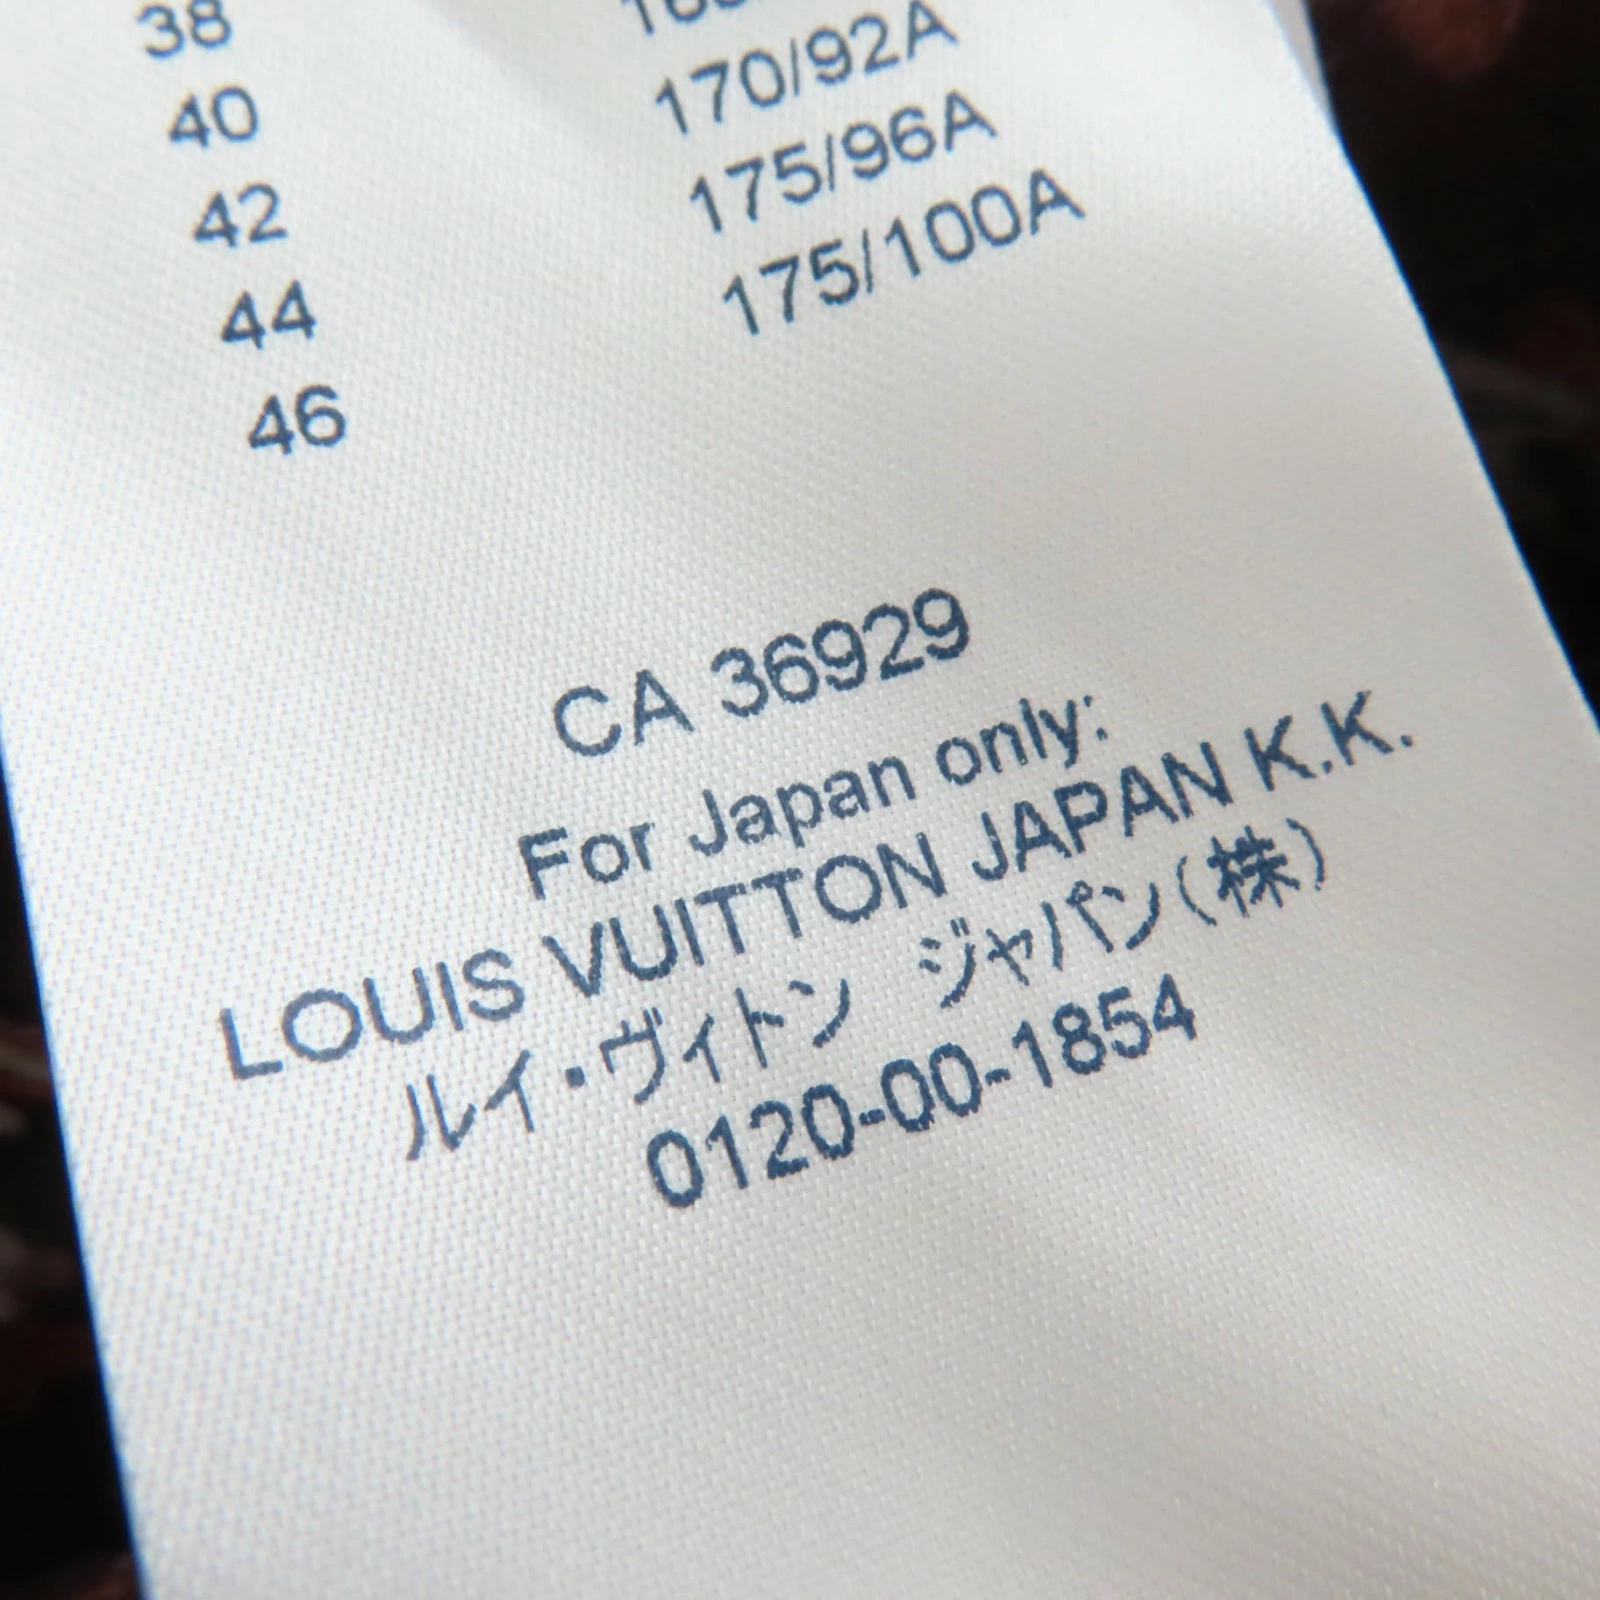 38
40 170/92A
42 175/96A
44 175/100A
46
CA 36929
For Japan only:
LOUIS VUITTON JAPAN K.K.
ルイ・ヴィトン ジャパン(株)
0120-00-1854